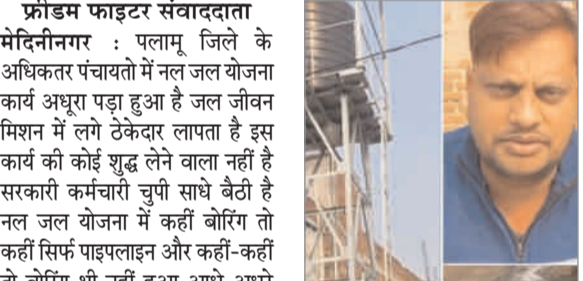 फ्रीडम फाइटर संवाददाता
मेदिनीनगर : पलामू जिले के
अधिकतर पंचायतो में नल जल योजना
कार्य अधूरा पड़ा हुआ है जल जीवन
मिशन में लगे ठेकेदार लापता है इस
कार्य की कोई शुद्ध लेने वाला नहीं है
सरकारी कर्मचारी चुपी साधे बैठी है
नल जल योजना में कहीं बोरिंग तो
कहीं सिर्फ पाइपलाइन और कहीं-कहीं